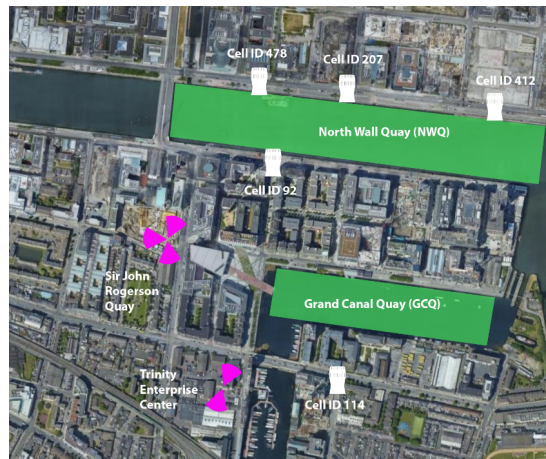 Cell ID 478
Cell ID 207
Cell ID 412
North Wall Quay (NWQ)
Cell ID 92
Sir John
Rogerson
Quay
Grand Canal Quay (GCQ)
Trinity
Enterprise
Center
Cell ID 114